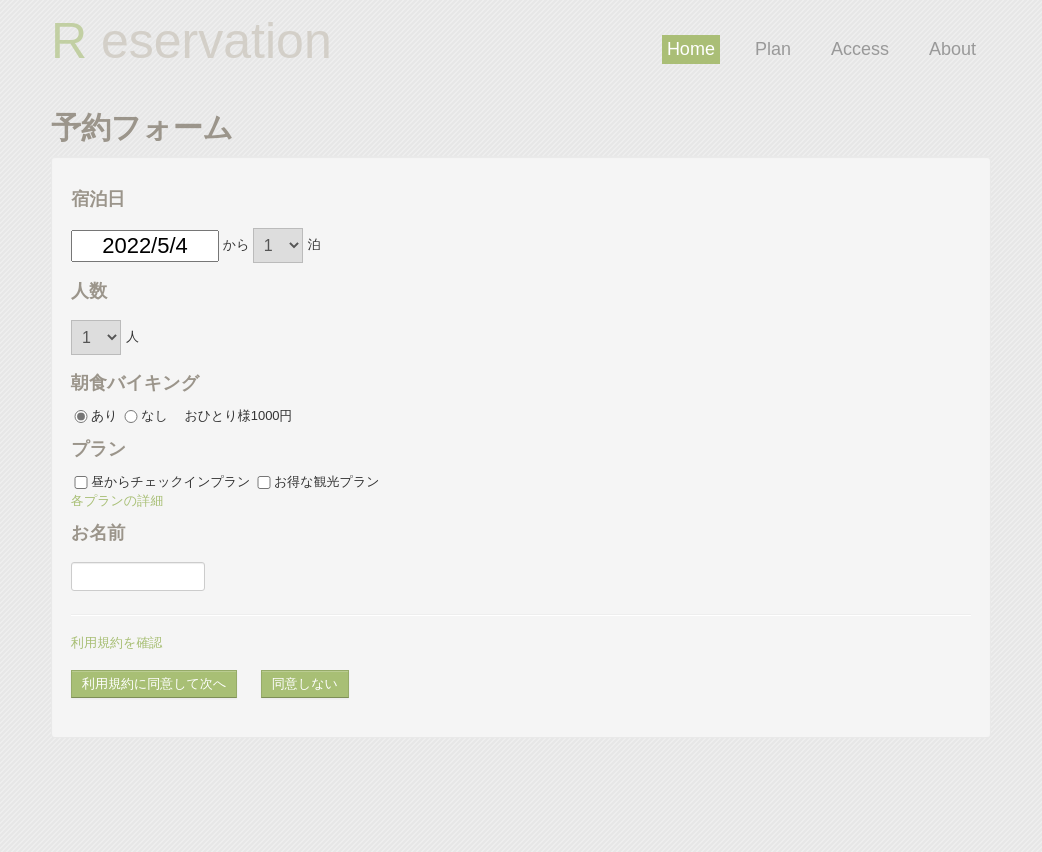 R eservation
Home Plan Access About
予約フォーム
宿泊日
2022/5/4 から 1 泊
人数
1 人
朝食バイキング
あり なし おひとり様1000円
プラン
昼からチェックインプラン お得な観光プラン
各プランの詳細
お名前
利用規約を確認
利用規約に同意して次へ 同意しない